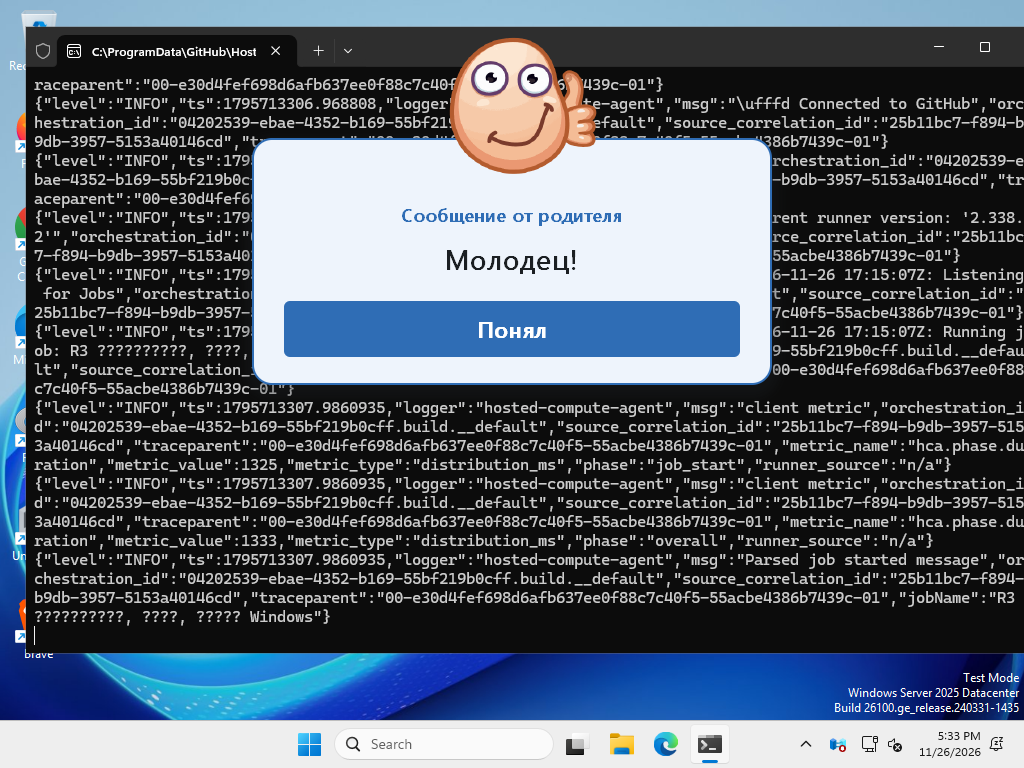 Rec
C:\ProgramData\GitHub\Host
raceparent":"00-e30d4fef698d6afb637ee0f88c7c40f5-55acbe4386b7439c-01"}
{"level":"INFO","ts":1795713306.968808,"logger
compute-agent","msg":"\ufffd Connected to GitHub","orc
hestration_id":"04202539-ebae-4352-b169-55bf219
default","source_correlation_id":"25b11bc7-f894-b
9db-3957-5153a40146cd"
7439c-01"}
{"level":"INFO","ts":"179
orchestration_id":"04202539-e
bae-4352-b169-55bf219b0c
-b9db-3957-5153a40146cd","tr
aceparent":"00-e30d4fef69
{"level":"INFO","ts":"179
rent runner version: '2.338.
2'","orchestration_id":"
rce_correlation_id":"25b11bc
7-f894-b9db-3957-5153a40
55acbe4386b7439c-01"}
{"level":"INFO","ts":"179
6-11-26 17:15:07Z: Listening
for Jobs","orchestration
t","source_correlation_id":"
25b11bc7-f894-b9db-3957-
55acbe4386b7439c-01"}
{"level":"INFO","ts":"179
6-11-26 17:15:07Z: Running j
ob: R3 ??????????, ????,
-55bf219b0cff.build.__defau
lt","source_correlation_
00-e30d4fef698d6afb637ee0f88
c7c40f5-55acbe4386b7439c-01"}
{"level":"INFO","ts":1795713307.9860935,"logger":"hosted-compute-agent","msg":"client metric","orchestration_i
d":"04202539-ebae-4352-b169-55bf219b0cff.build.__default","source_correlation_id":"25b11bc7-f894-b9db-3957-515
3a40146cd","traceparent":"00-e30d4fef698d6afb637ee0f88c7c40f5-55acbe4386b7439c-01","metric_name":"hca.phase.du
ration","metric_value":1325,"metric_type":"distribution_ms","phase":"job_start","runner_source":"n/a"}
{"level":"INFO","ts":1795713307.9860935,"logger":"hosted-compute-agent","msg":"client metric","orchestration_i
d":"04202539-ebae-4352-b169-55bf219b0cff.build.__default","source_correlation_id":"25b11bc7-f894-b9db-3957-515
3a40146cd","traceparent":"00-e30d4fef698d6afb637ee0f88c7c40f5-55acbe4386b7439c-01","metric_name":"hca.phase.du
ration","metric_value":1333,"metric_type":"distribution_ms","phase":"overall","runner_source":"n/a"}
{"level":"INFO","ts":1795713307.9860935,"logger":"hosted-compute-agent","msg":"Parsed job started message","or
chestration_id":"04202539-ebae-4352-b169-55bf219b0cff.build.__default","source_correlation_id":"25b11bc7-f894-
b9db-3957-5153a40146cd","traceparent":"00-e30d4fef698d6afb637ee0f88c7c40f5-55acbe4386b7439c-01","jobName":"R3
??????????, ????, ????? Windows"}
Сообщение от родителя
Молодец!
Понял
Brave
Test Mode
Windows Server 2025 Datacenter
Build 26100.ge_release.240331-1435
Search
5:33 PM
11/26/2026